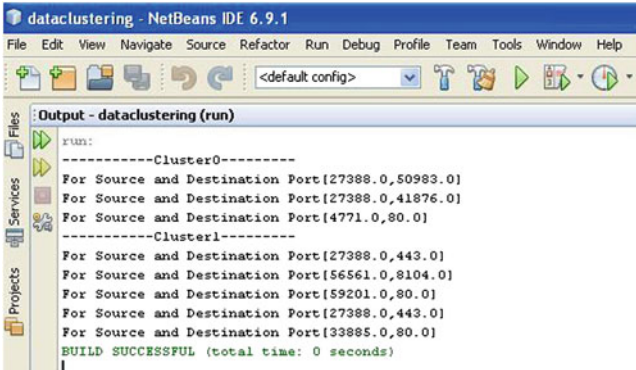 dataclustering - NetBeans IDE 6.9.1
File Edit View Navigate Source Refactor Run Debug Profile Team Tools Window Help
<default config>
Output - dataclustering (run)
Files
Services
Projects
run:
-----------Cluster0---------
For Source and Destination Port[27388.0,50983.0]
For Source and Destination Port[27388.0,41876.0]
For Source and Destination Port[4771.0,80.0]
-----------Cluster1---------
For Source and Destination Port[27388.0,443.0]
For Source and Destination Port[56561.0,8104.0]
For Source and Destination Port[59201.0,80.0]
For Source and Destination Port[27388.0,443.0]
For Source and Destination Port[33885.0,80.0]
BUILD SUCCESSFUL (total time: 0 seconds)